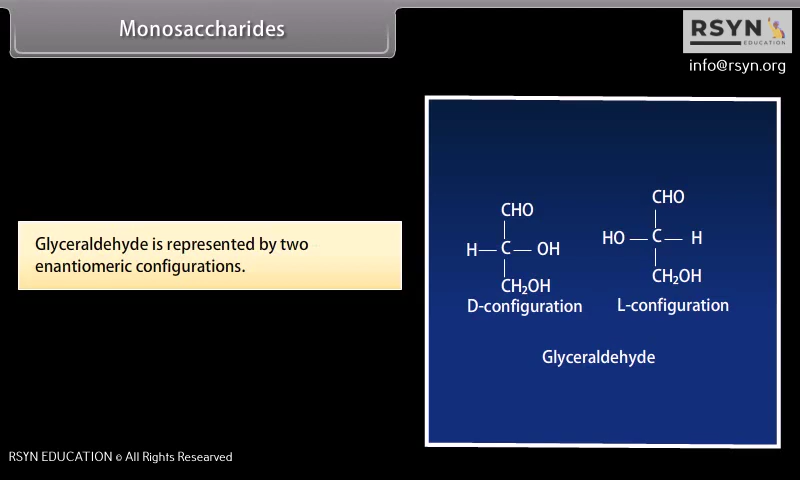 Monosaccharides
RSYN
EDUCATION
info@rsyn.org
Glyceraldehyde is represented by two
enantiomeric configurations.
CHO
H—C—OH
CH₂OH
D-configuration
CHO
HO—C—H
CH₂OH
L-configuration
Glyceraldehyde
RSYN EDUCATION © All Rights Researved